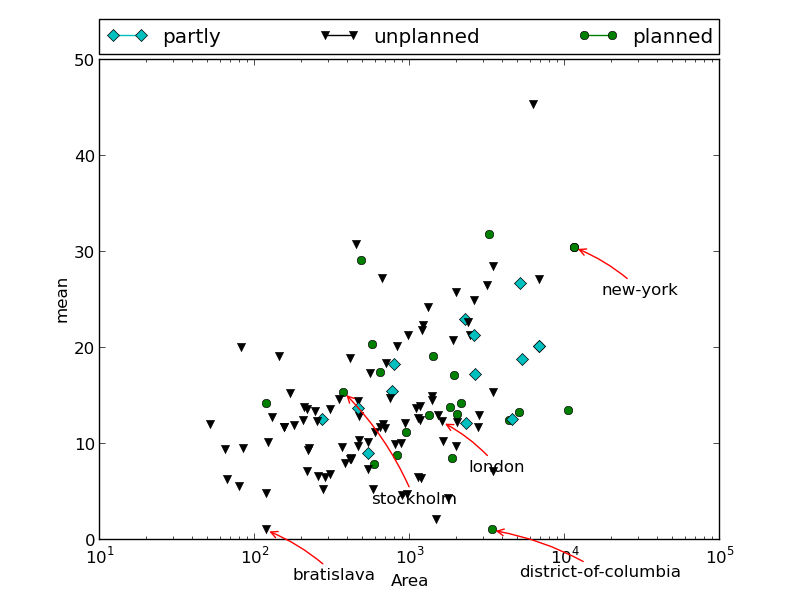 partly unplanned planned
50
40
30
20
10
0
mean
new-york
london
stockholm
10¹ 10² 10³ 10⁴ 10⁵
district-of-columbia
bratislava
Area